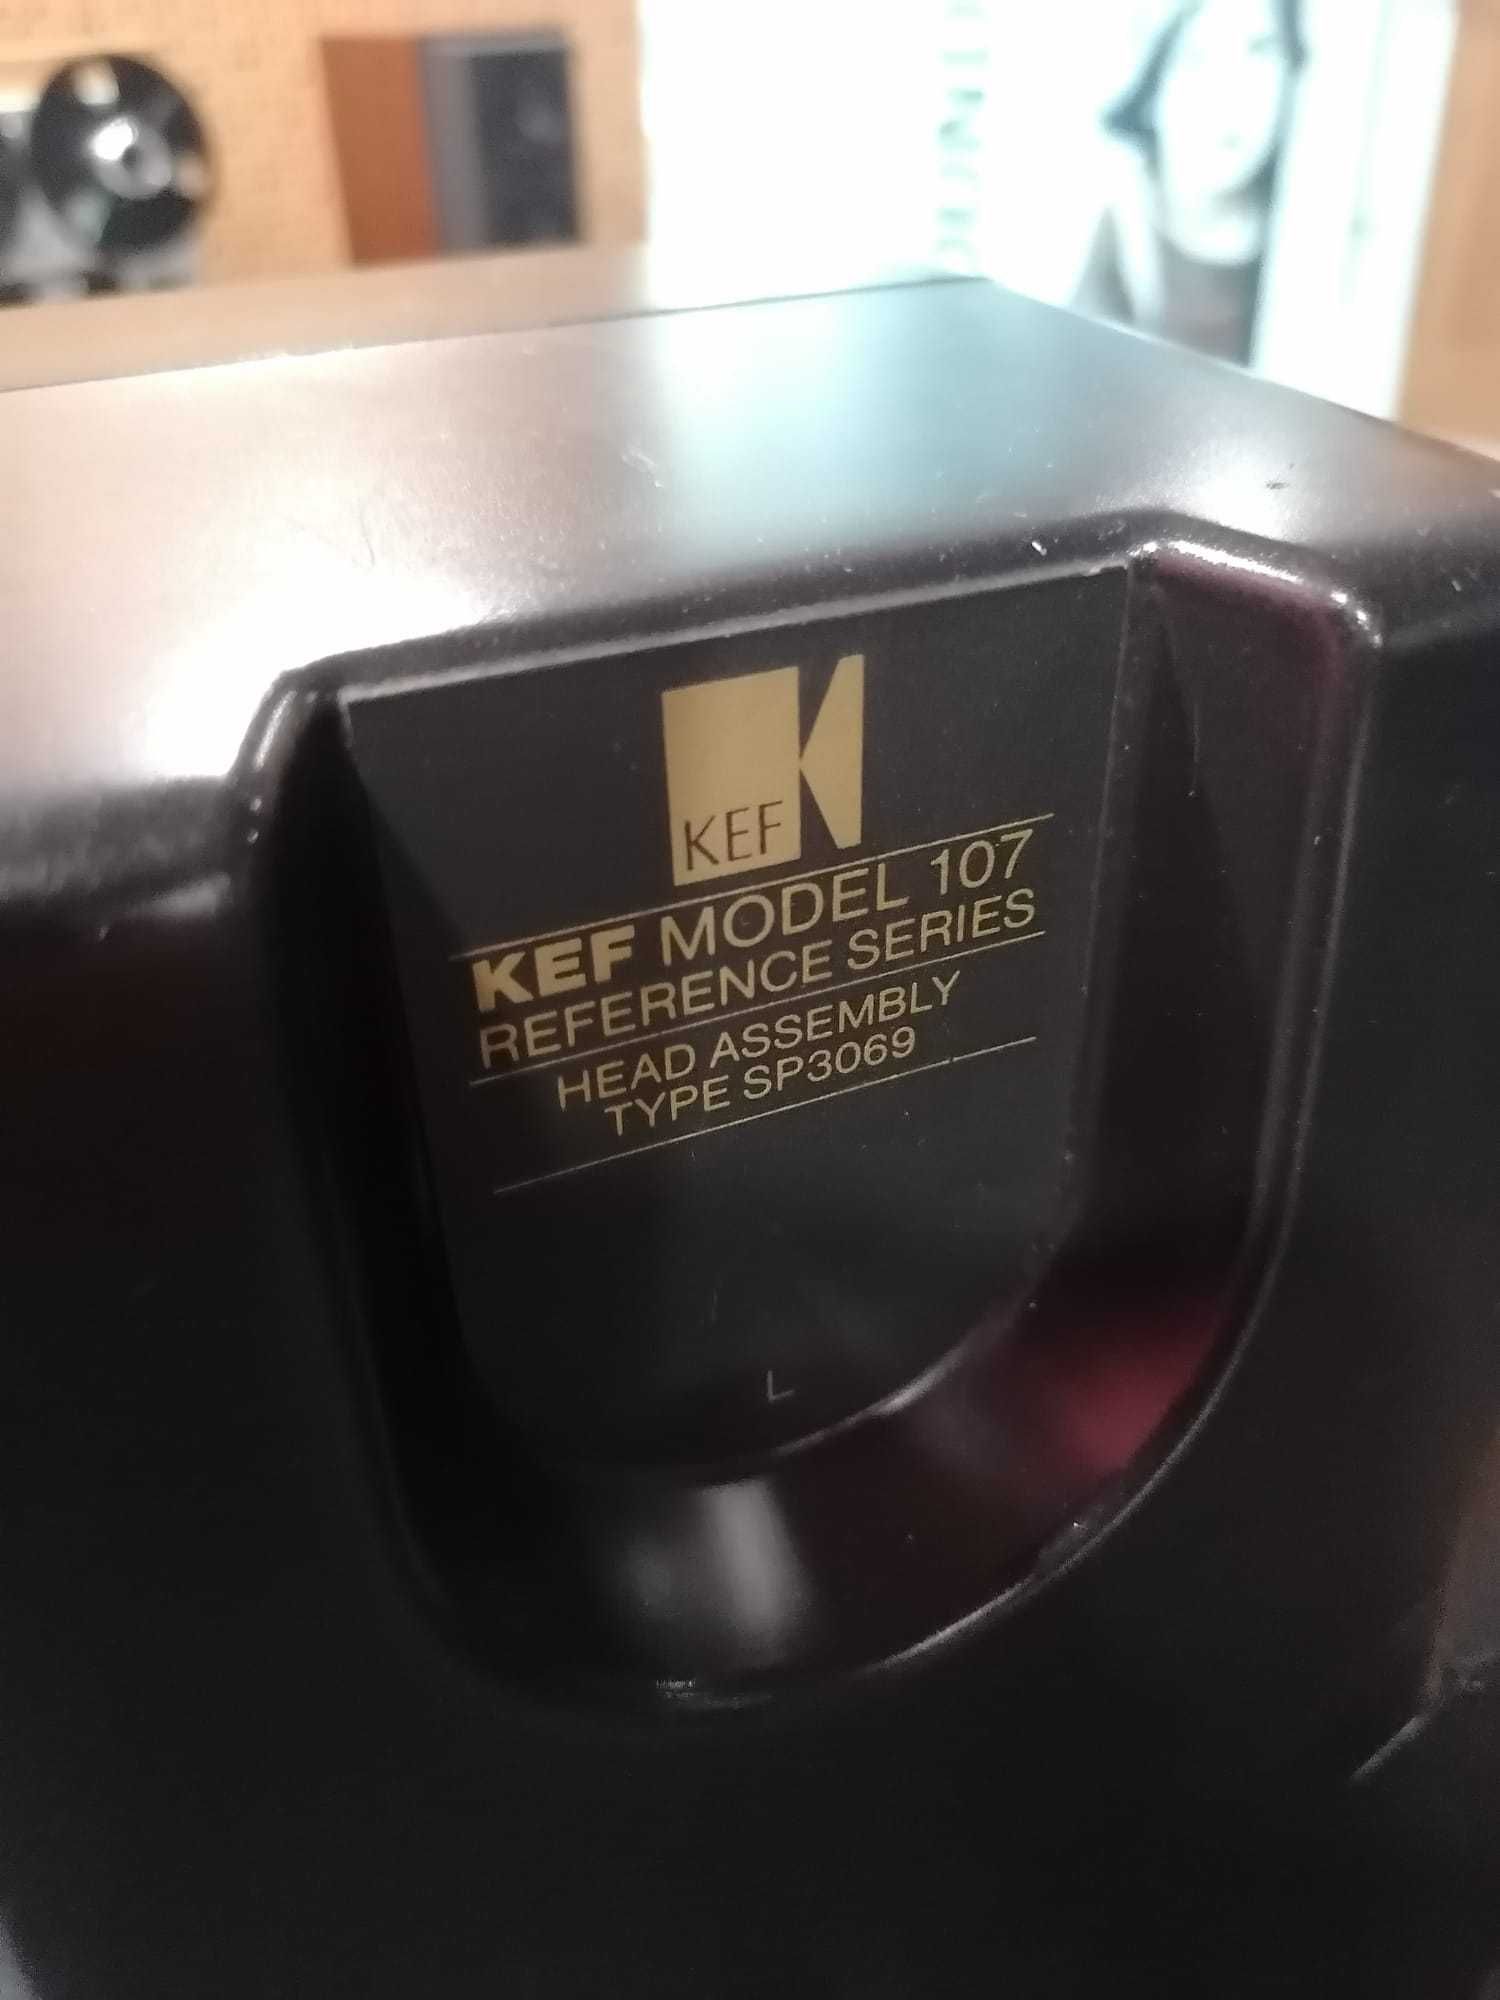 KEF
KEF MODEL 107
REFERENCE SERIES
HEAD ASSEMBLY
TYPE SP3069
L